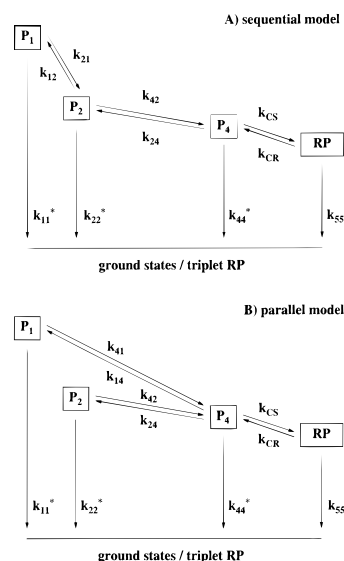 A) sequential model
P1
k21
k12
k42
P2
k24
P4
kCS
kCR
RP
k11*
k22*
k44*
k55
ground states / triplet RP
B) parallel model
P1
k41
k14
k42
P2
k24
P4
kCS
kCR
RP
k11*
k22*
k44*
k55
ground states / triplet RP